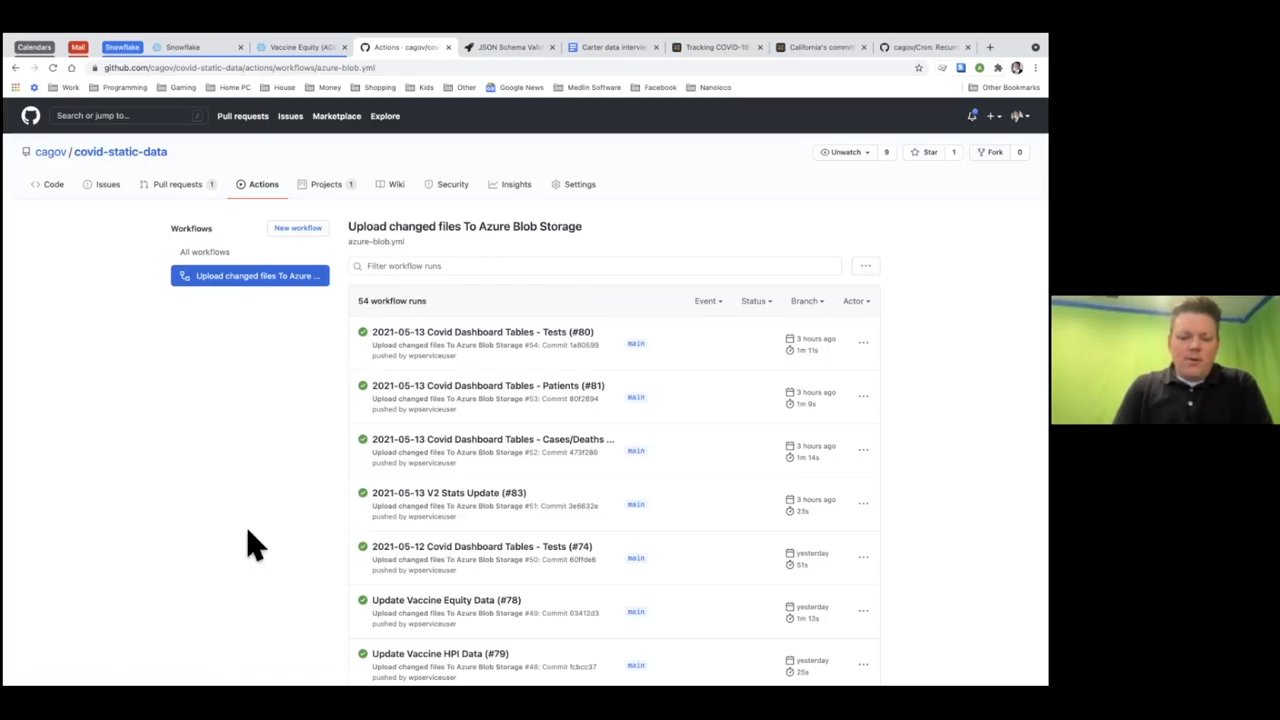 Calendars Mail Snowflake Snowflake Vaccine Equity (AD Actions · cagov/cov JSON Schema Valid Carter data intervie Tracking COVID-19 California's commi cagov/Cron: Recurr
github.com/cagov/covid-static-data/actions/workflows/azure-blob.yml
Work Programming Gaming Home PC House Money Shopping Kids Other Google News Medlin Software Facebook Nanoloco Other Bookmarks
Search or jump to... / Pull requests Issues Marketplace Explore
cagov / covid-static-data Unwatch 9 Star 1 Fork 0
Code Issues Pull requests 1 Actions Projects 1 Wiki Security Insights Settings
Workflows New workflow
All workflows
Upload changed files To Azure ...
Upload changed files To Azure Blob Storage
azure-blob.yml
Filter workflow runs
54 workflow runs Event Status Branch Actor
2021-05-13 Covid Dashboard Tables - Tests (#80)
Upload changed files To Azure Blob Storage #54: Commit 1a80599
pushed by wpserviceuser
main
3 hours ago
1m 11s
2021-05-13 Covid Dashboard Tables - Patients (#81)
Upload changed files To Azure Blob Storage #53: Commit 80f2894
pushed by wpserviceuser
main
3 hours ago
1m 9s
2021-05-13 Covid Dashboard Tables - Cases/Deaths ...
Upload changed files To Azure Blob Storage #52: Commit 473f286
pushed by wpserviceuser
main
3 hours ago
1m 14s
2021-05-13 V2 Stats Update (#83)
Upload changed files To Azure Blob Storage #51: Commit 3e6632e
pushed by wpserviceuser
main
3 hours ago
23s
2021-05-12 Covid Dashboard Tables - Tests (#74)
Upload changed files To Azure Blob Storage #50: Commit 60ffde6
pushed by wpserviceuser
main
yesterday
51s
Update Vaccine Equity Data (#78)
Upload changed files To Azure Blob Storage #49: Commit 03412d3
pushed by wpserviceuser
main
yesterday
1m 13s
Update Vaccine HPI Data (#79)
Upload changed files To Azure Blob Storage #48: Commit fcbcc37
pushed by wpserviceuser
main
yesterday
25s